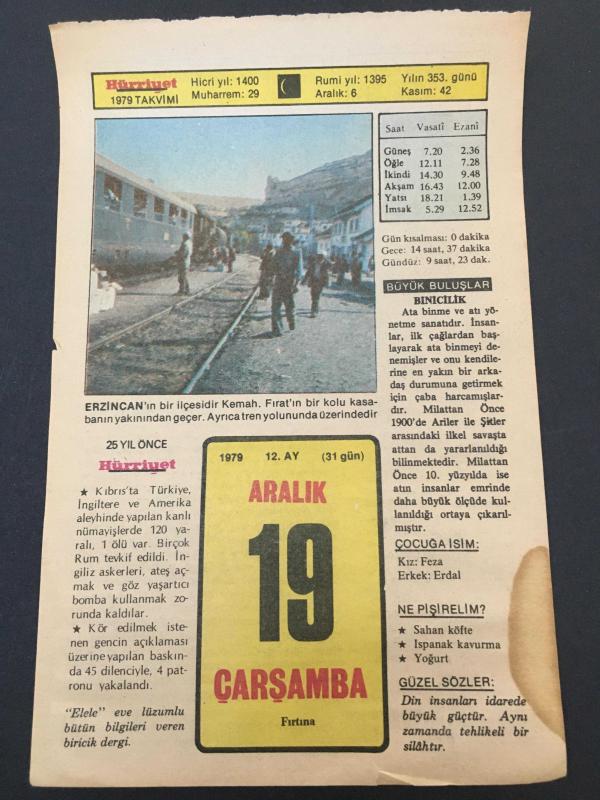 Hürriyet
1979 TAKVİMİ
Hicri yıl: 1400
Muharrem: 29
Rumi yıl: 1395
Aralık: 6
Yılın 353. günü
Kasım: 42
Saat Vasatî Ezanî
Güneş 7.20 2.36
Öğle 12.11 7.28
İkindi 14.30 9.48
Akşam 16.43 12.00
Yatsı 18.21 1.39
İmsak 5.29 12.52
Gün kısalması: 0 dakika
Gece: 14 saat, 37 dakika
Gündüz: 9 saat, 23 dak.
ERZİNCAN'ın bir ilçesidir Kemah. Fırat'ın bir kolu kasa-
banın yakınından geçer. Ayrıca tren yolununda üzerindedir
BÜYÜK BULUŞLAR
BINICİLİK
Ata binme ve atı yö-
netme sanatıdır. İnsan-
lar, ilk çağlardan baş-
layarak ata binmeyi de-
nemişler ve onu kendile-
rine en yakın bir arka-
daş durumuna getirmek
için çaba harcamışlar-
dır. Milattan Önce
1900'de Ariler ile Şitler
arasındaki ilkel savaşta
attan da yararlanıldığı
bilinmektedir. Milattan
Önce 10. yüzyılda ise
atın insanlar emrinde
daha büyük ölçüde kul-
lanıldığı ortaya çıkarıl-
mıştır.
ÇOCUĞA İSİM:
Kız: Feza
Erkek: Erdal
NE PİŞİRELİM?
★ Sahan köfte
★ Ispanak kavurma
★ Yoğurt
GÜZEL SÖZLER:
Din insanları idarede
büyük güçtür. Aynı
zamanda tehlikeli bir
silâhtır.
25 YIL ÖNCE
Hürriyet
★ Kıbrıs'ta Türkiye,
İngiltere ve Amerika
aleyhinde yapılan kanlı
nümayişlerde 120 ya-
ralı, 1 ölü var. Birçok
Rum tevkif edildi. İn-
giliz askerleri, ateş aç-
mak ve göz yaşartıcı
bomba kullanmak zo-
runda kaldılar.
★ Kör edilmek iste-
nen gencin açıklaması
üzerine yapılan baskın-
da 45 dilenciyle, 4 pat-
ronu yakalandı.
"Elele" eve lüzumlu
bütün bilgileri veren
biricik dergi.
1979 12. AY (31 gün)
ARALIK
19
ÇARŞAMBA
Fırtına